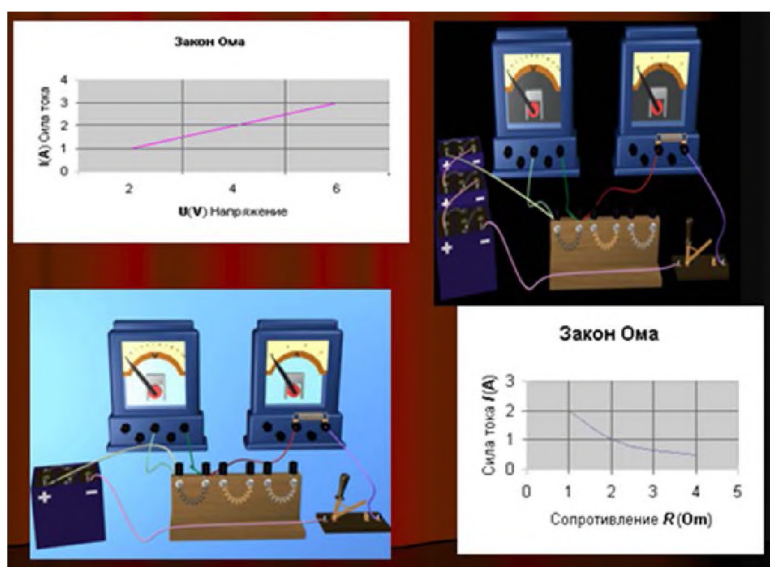 Закон Ома
I(A) Сила тока
4
3
2
1
0
2 4 6
U(V) Напряжение
+ -
+ -
+ -
+ -
Закон Ома
Сила тока I(A)
3
2
1
0
0 1 2 3 4 5
Сопротивление R(Om)